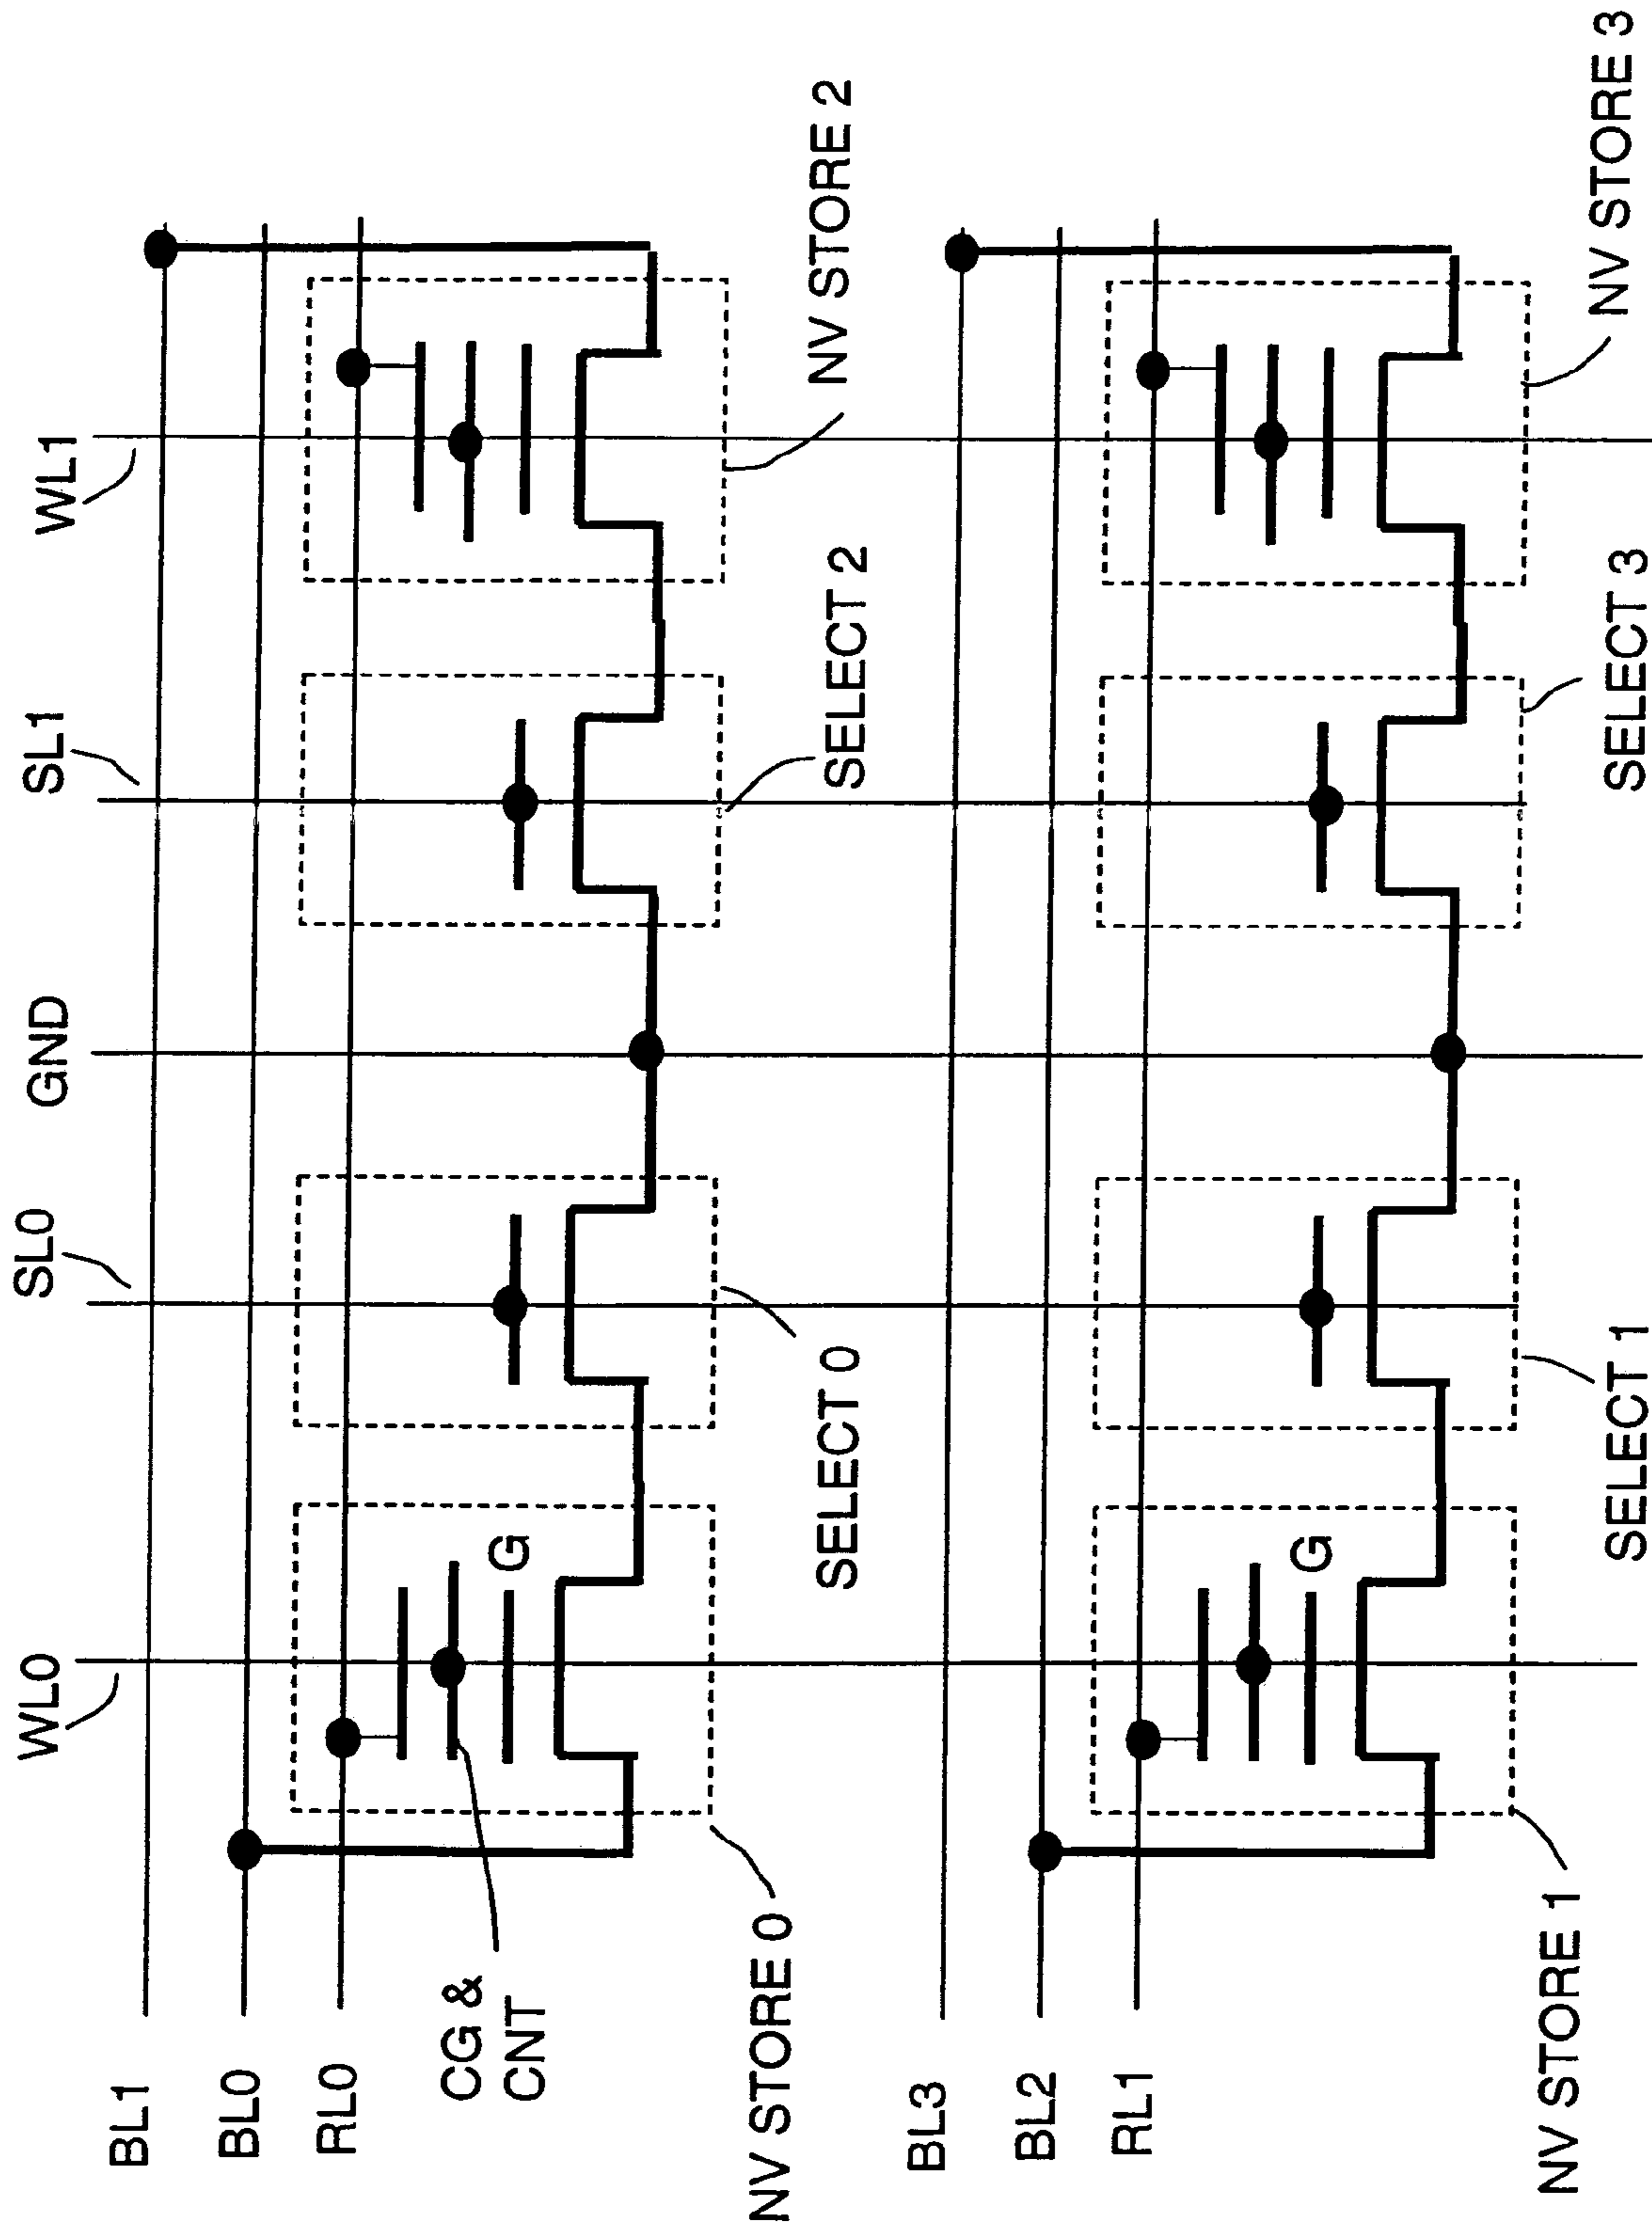 WL0
SL0
GND
SL1
WL1
BL1
BL0
RL0
G
CG &
CNT
NV STORE 0
SELECT 0
SELECT 2
NV STORE 2
BL3
BL2
RL1
G
NV STORE 1
SELECT 1
SELECT 3
NV STORE 3